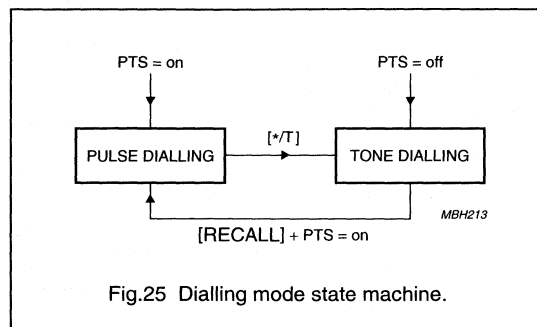 PTS = on
PTS = off
PULSE DIALLING
[*/T]
TONE DIALLING
MBH213
[RECALL] + PTS = on
Fig.25 Dialling mode state machine.